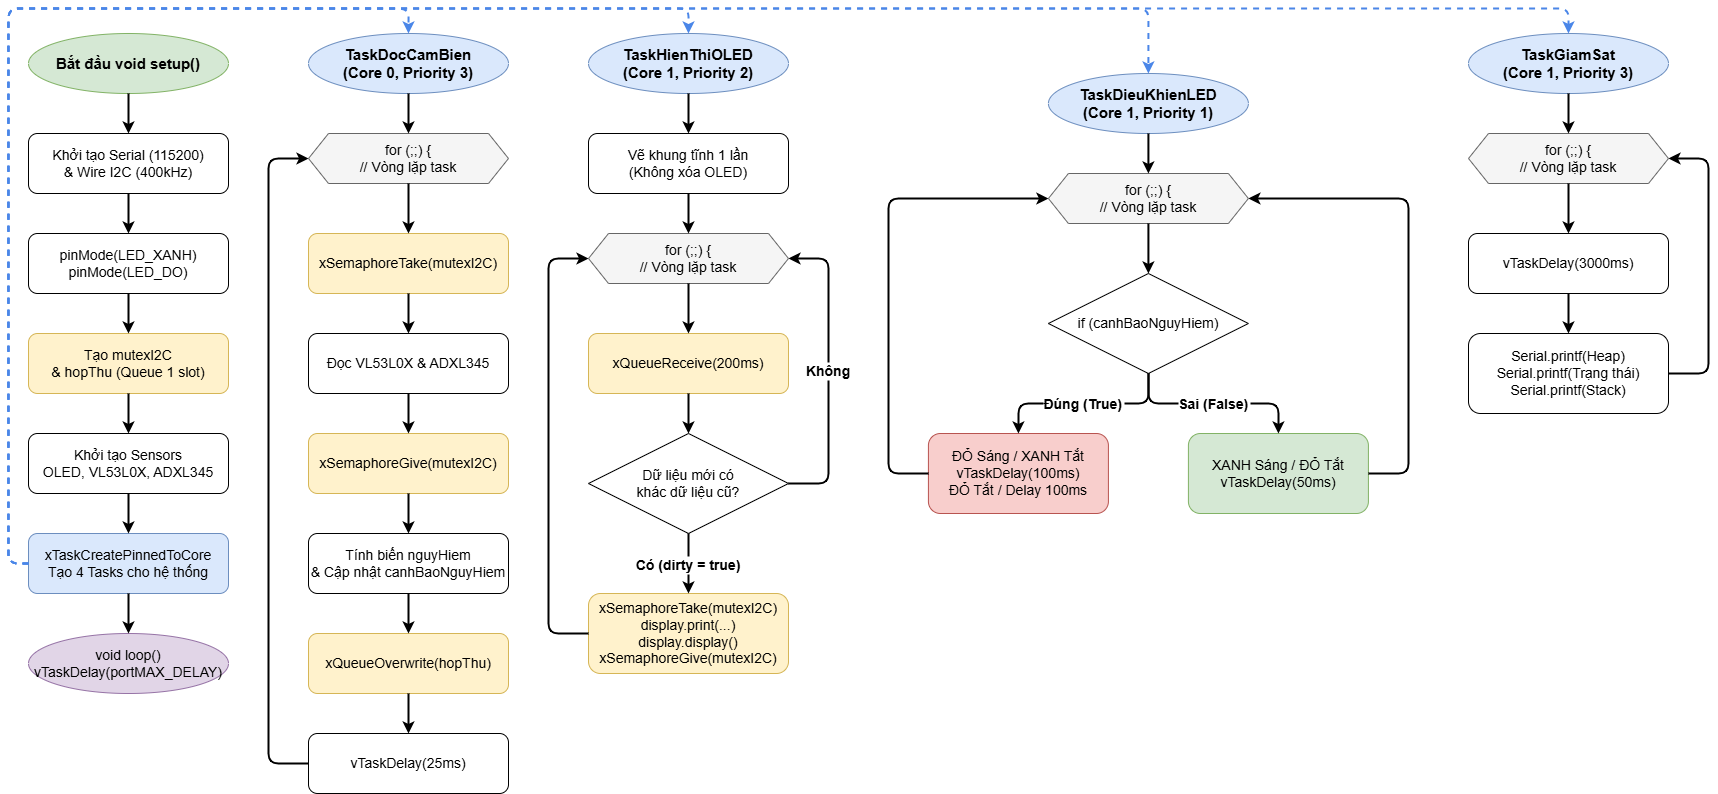 Bắt đầu void setup()
Khởi tạo Serial (115200)
& Wire I2C (400kHz)
pinMode(LED_XANH)
pinMode(LED_DO)
Tạo mutexI2C
& hopThu (Queue 1 slot)
Khởi tạo Sensors
OLED, VL53L0X, ADXL345
xTaskCreatePinnedToCore
Tạo 4 Tasks cho hệ thống
void loop()
vTaskDelay(portMAX_DELAY)
TaskDocCamBien
(Core 0, Priority 3)
for (;;) {
// Vòng lặp task
xSemaphoreTake(mutexI2C)
Đọc VL53L0X & ADXL345
xSemaphoreGive(mutexI2C)
Tính biến nguyHiem
& Cập nhật canhBaoNguyHiem
xQueueOverwrite(hopThu)
vTaskDelay(25ms)
TaskHienThiOLED
(Core 1, Priority 2)
Vẽ khung tĩnh 1 lần
(Không xóa OLED)
for (;;) {
// Vòng lặp task
xQueueReceive(200ms)
Không
Dữ liệu mới có
khác dữ liệu cũ?
Có (dirty = true)
xSemaphoreTake(mutexI2C)
display.print(...)
display.display()
xSemaphoreGive(mutexI2C)
TaskDieuKhienLED
(Core 1, Priority 1)
for (;;) {
// Vòng lặp task
if (canhBaoNguyHiem)
Đúng (True)
Sai (False)
ĐỎ Sáng / XANH Tắt
vTaskDelay(100ms)
ĐỎ Tắt / Delay 100ms
XANH Sáng / ĐỎ Tắt
vTaskDelay(50ms)
TaskGiamSat
(Core 1, Priority 3)
for (;;) {
// Vòng lặp task
vTaskDelay(3000ms)
Serial.printf(Heap)
Serial.printf(Trạng thái)
Serial.printf(Stack)